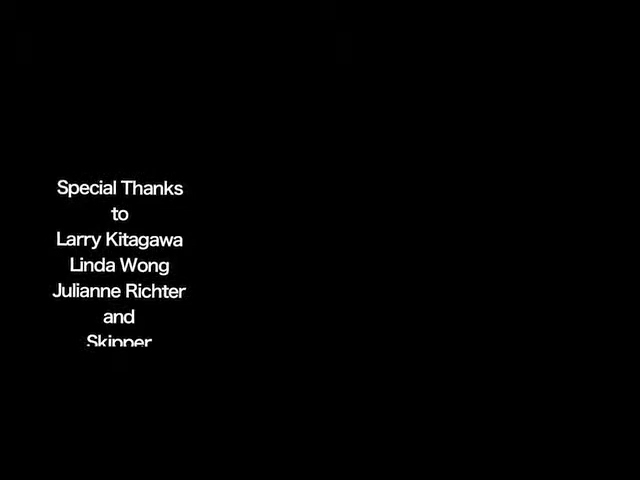 Special Thanks
to
Larry Kitagawa
Linda Wong
Julianne Richter
and
Skipper